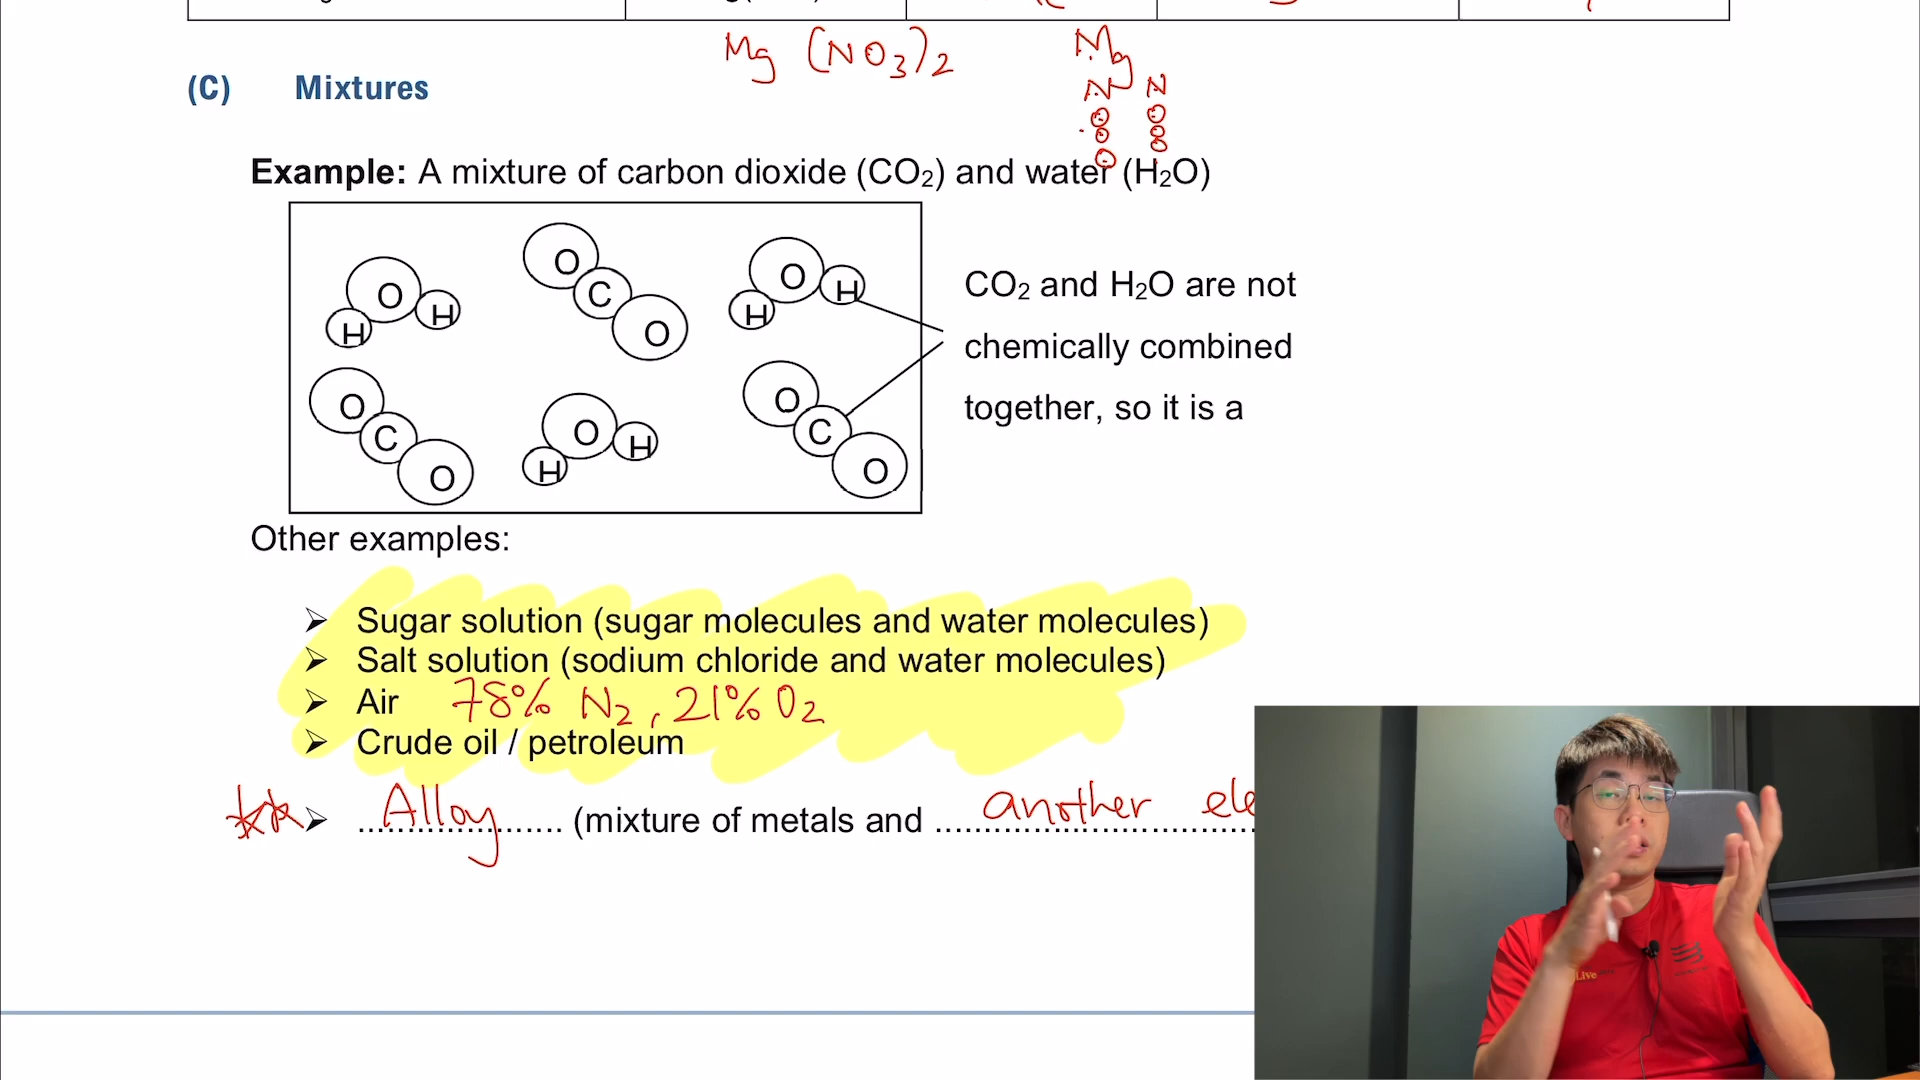 Mg (NO₃)₂
Mg
N N
O O
O O
O O
(C) Mixtures
Example: A mixture of carbon dioxide (CO₂) and water (H₂O)
O O O
H H C H H
O
O O O
C H H C
O O
CO₂ and H₂O are not
chemically combined
together, so it is a
Other examples:
➢ Sugar solution (sugar molecules and water molecules)
➢ Salt solution (sodium chloride and water molecules)
➢ Air 78% N₂, 21% O₂
➢ Crude oil / petroleum
➢ Alloy (mixture of metals and another ele
Live